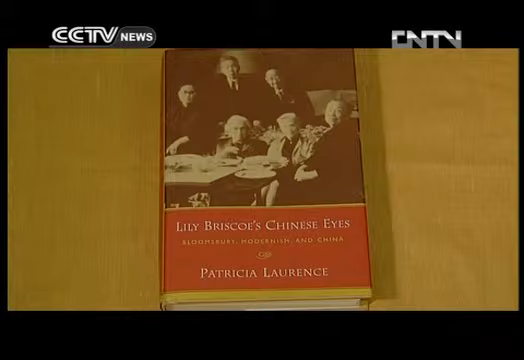 CCTV NEWS
CNTV
LILY BRISCOE'S CHINESE EYES
BLOOMSBURY, MODERNISM, AND CHINA
PATRICIA LAURENCE